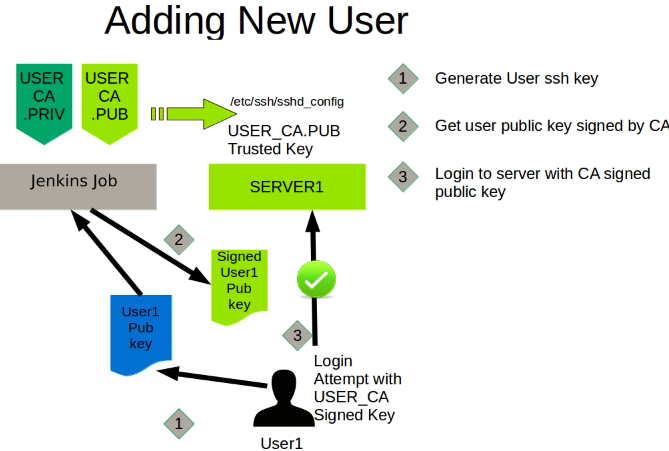 Adding New User
USER
CA
.PRIV
USER
CA
.PUB
/etc/ssh/sshd_config
USER_CA.PUB
Trusted Key
1
Generate User ssh key
2
Get user public key signed by CA
3
Login to server with CA signed
public key
Jenkins Job
SERVER1
2
Signed
User1
Pub
key
User1
Pub
key
3
Login
Attempt with
USER_CA
Signed Key
1
User1